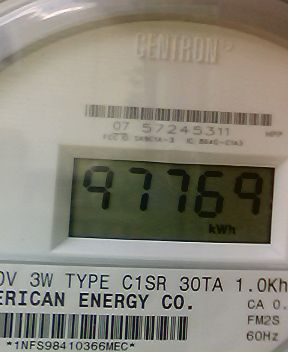 CENTRON
07 57245311
97769
kWh
3W TYPE C1SR 30TA 1.0Kh
ERICAN ENERGY CO.
CA 0.
FM2S
60Hz
*1NFS98410366MEC*